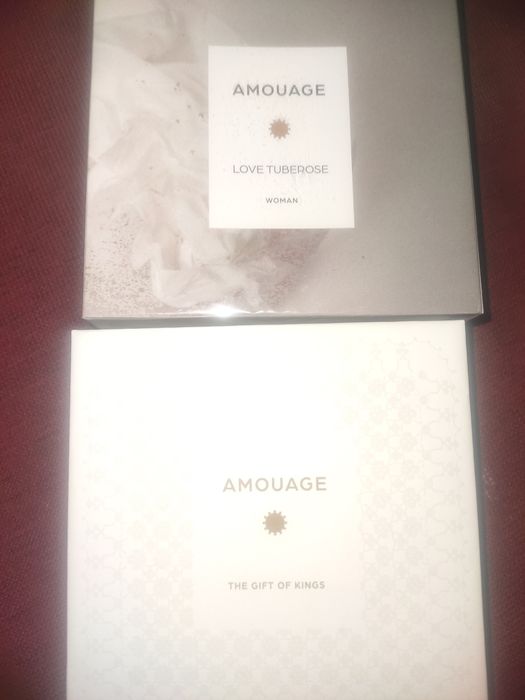 AMOUAGE
LOVE TUBEROSE
WOMAN
AMOUAGE
THE GIFT OF KINGS